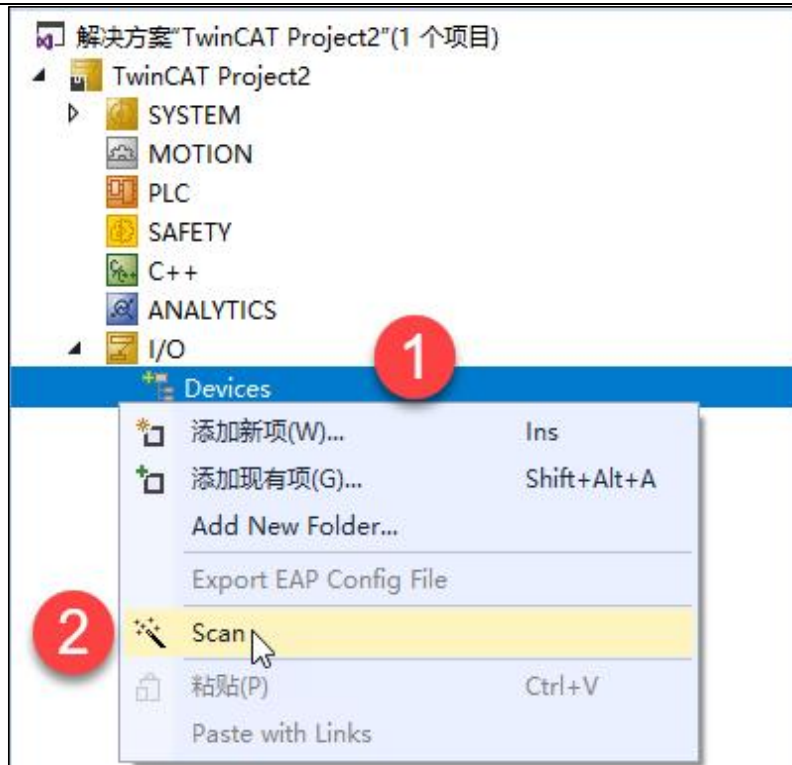 解决方案"TwinCAT Project2"(1 个项目)
TwinCAT Project2
SYSTEM
MOTION
PLC
SAFETY
C++
ANALYTICS
I/O
1
Devices
添加新项(W)... Ins
添加现有项(G)... Shift+Alt+A
Add New Folder...
Export EAP Config File
2 Scan
粘贴(P) Ctrl+V
Paste with Links